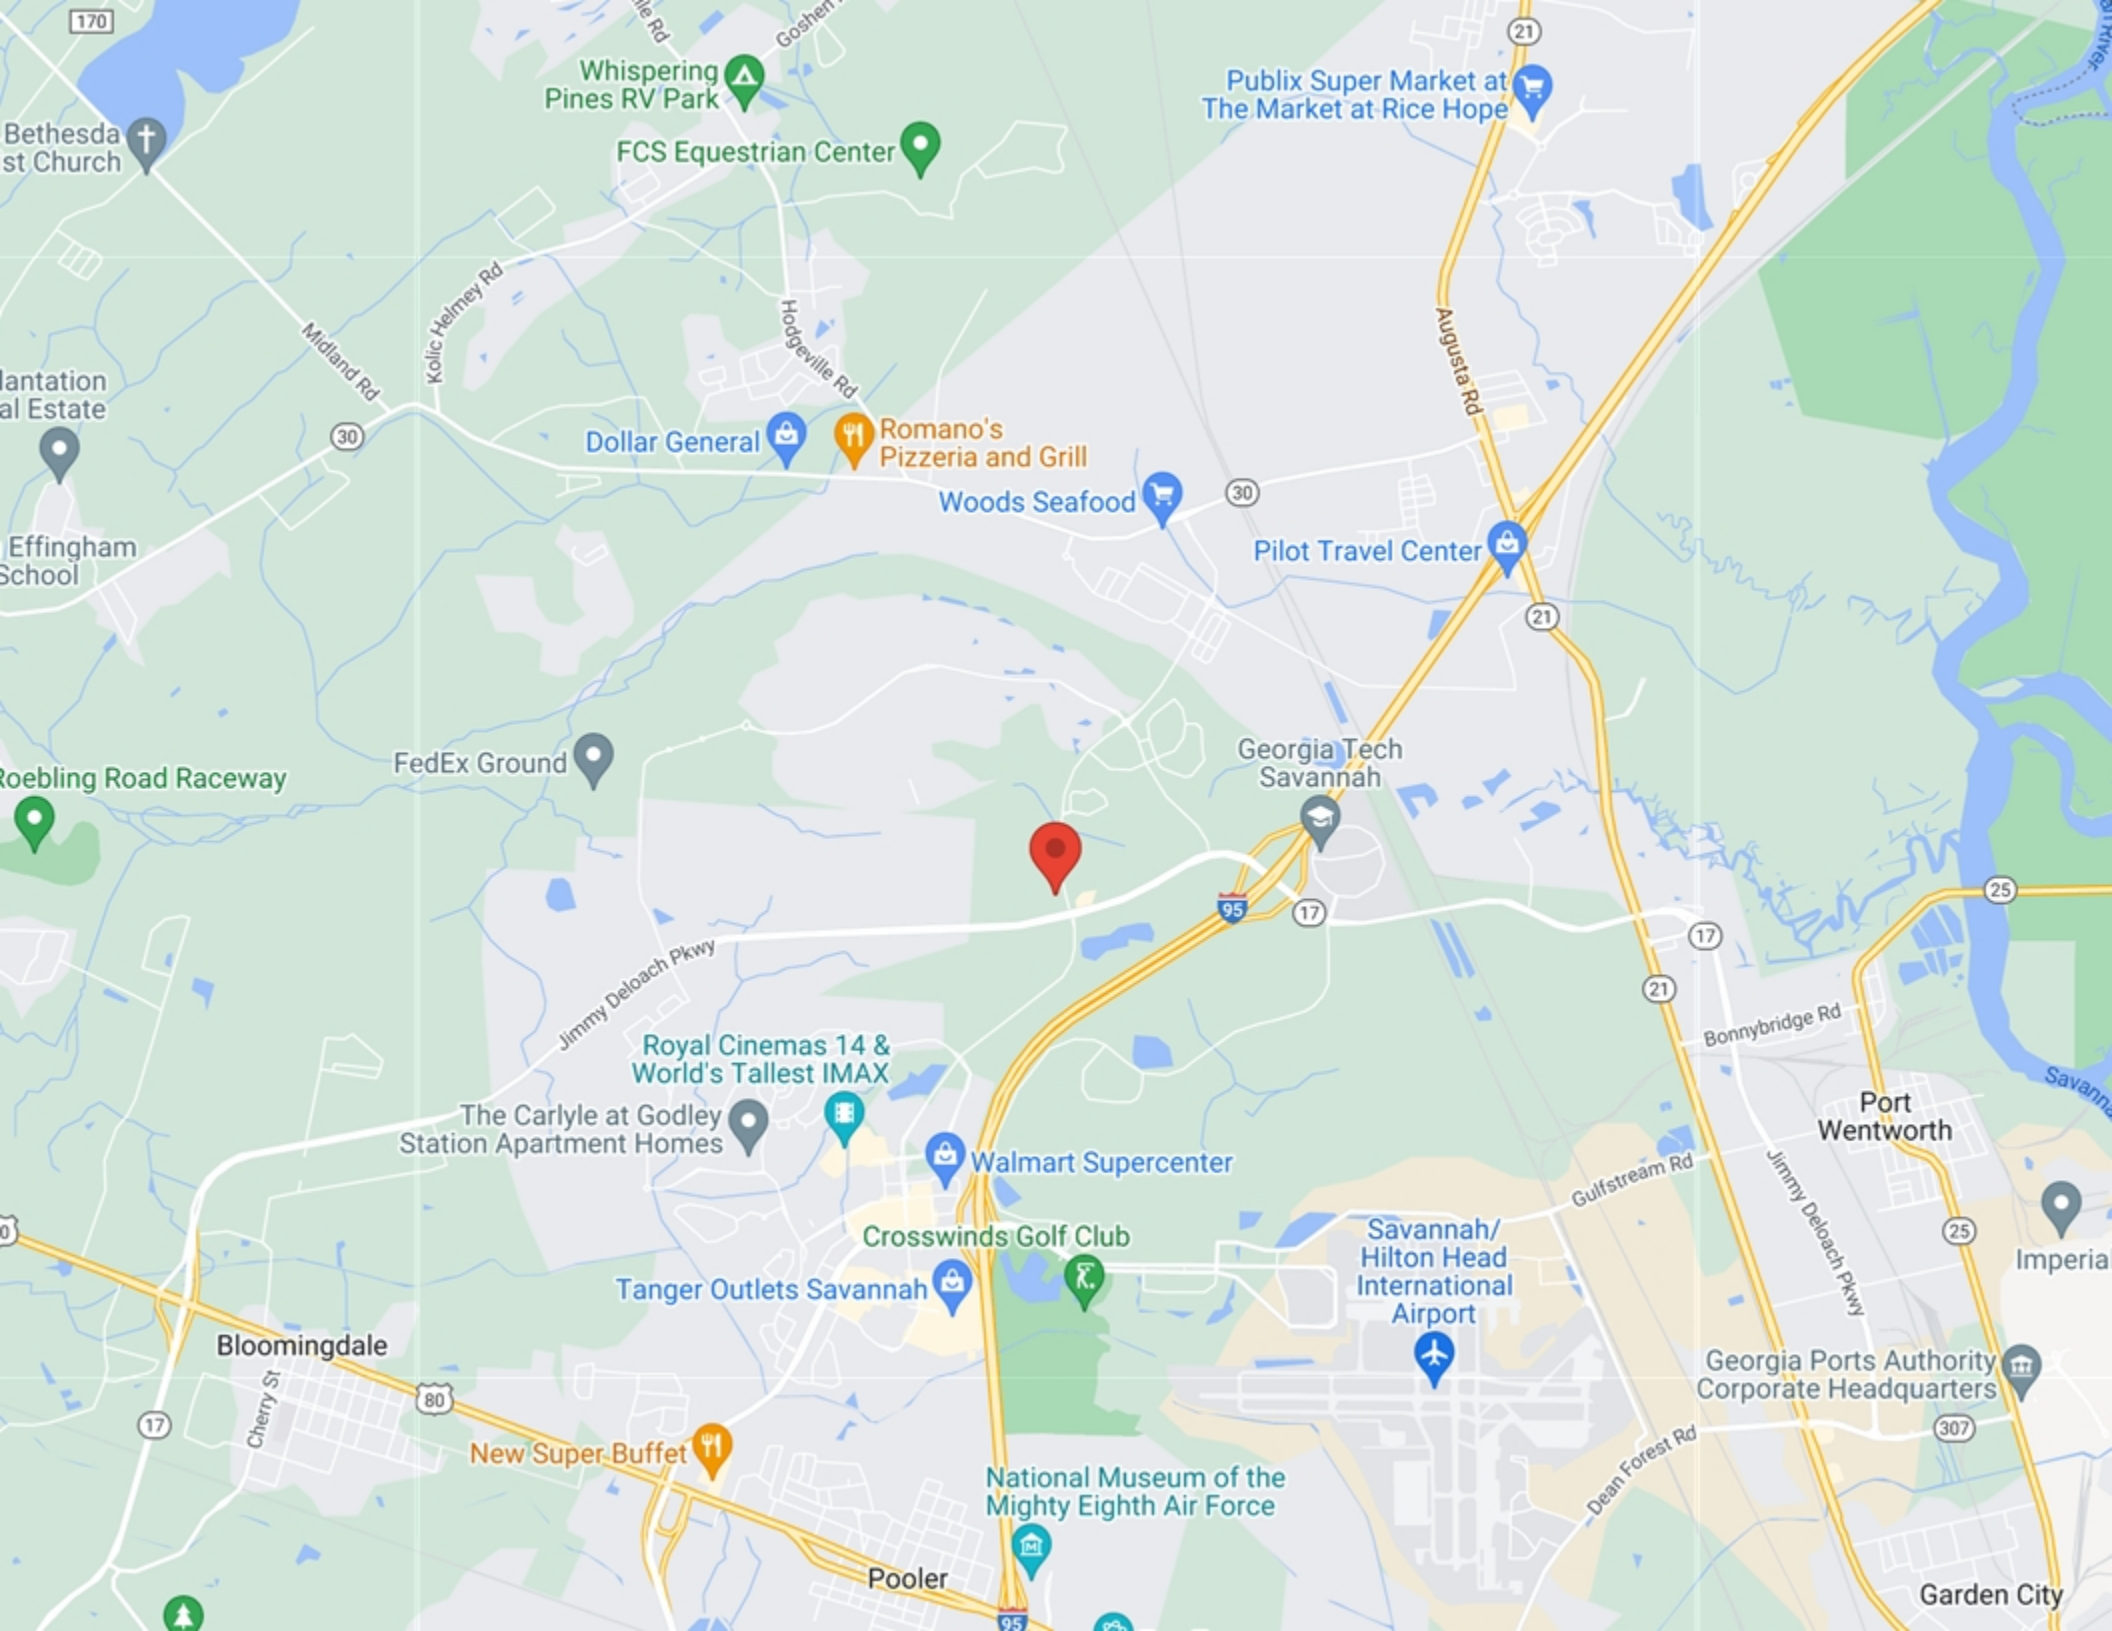 170
ile Rd
Goshen
21
River
Whispering
Pines RV Park
Publix Super Market at
The Market at Rice Hope
Bethesda
st Church
FCS Equestrian Center
Kolic Helmey Rd
Midland Rd
Hodgeville Rd
Augusta Rd
lantation
al Estate
30
Dollar General
Romano's
Pizzeria and Grill
Woods Seafood
30
Effingham
School
Pilot Travel Center
21
FedEx Ground
Georgia Tech
Savannah
Roebling Road Raceway
95
17
25
17
Jimmy Deloach Pkwy
21
Bonnybridge Rd
Royal Cinemas 14 &
World's Tallest IMAX
Savanna
The Carlyle at Godley
Station Apartment Homes
Port
Wentworth
Walmart Supercenter
Gulfstream Rd
Jimmy Deloach Pkwy
0
Crosswinds Golf Club
Savannah/
Hilton Head
International
Airport
25
Imperial
Tanger Outlets Savannah
Bloomingdale
80
Cherry St
17
Georgia Ports Authority
Corporate Headquarters
307
New Super Buffet
Dean Forest Rd
National Museum of the
Mighty Eighth Air Force
M
Pooler
Garden City
95